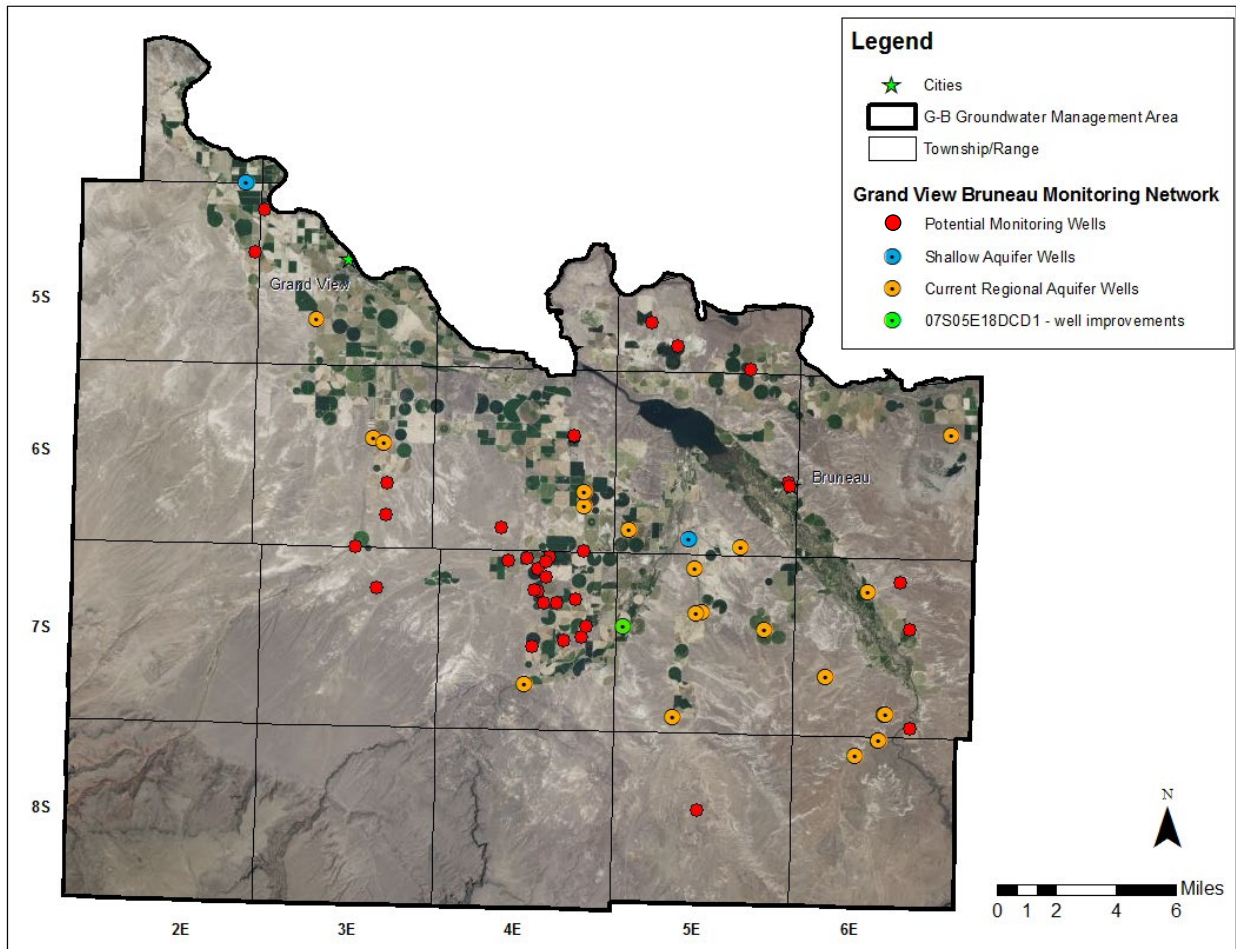 Legend
Cities
G-B Groundwater Management Area
Township/Range
Grand View Bruneau Monitoring Network
Potential Monitoring Wells
Shallow Aquifer Wells
Current Regional Aquifer Wells
07S05E18DCD1 - well improvements
Grand View
5S
6S
Bruneau
7S
8S
N
Miles
0 1 2 4 6
2E 3E 4E 5E 6E